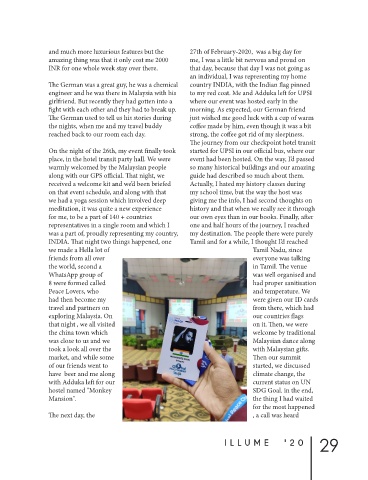 and much more luxurious features but the
amazing thing was that it only cost me 2000
INR for one whole week stay over there.
The German was a great guy, he was a chemical
engineer and he was there in Malaysia with his
girlfriend. But recently they had gotten into a
fight with each other and they had to break up.
The German used to tell us his stories during
the nights, when me and my travel buddy
reached back to our room each day.
On the night of the 26th, my event finally took
place, in the hotel transit party hall. We were
warmly welcomed by the Malaysian people
along with our GPS official. That night, we
received a welcome kit and we'd been briefed
on that event schedule, and along with that
we had a yoga session which involved deep
meditation, it was quite a new experience
for me, to be a part of 140 + countries
representatives in a single room and which I
was a part of, proudly representing my country,
INDIA. That night two things happened, one
we made a Hella lot of
friends from all over
the world, second a
WhatsApp group of
8 were formed called
Peace Lovers, who
had then become my
travel and partners on
exploring Malaysia. On
that night , we all visited
the china town which
was close to us and we
took a look all over the
market, and while some
of our friends went to
have beer and me along
with Adduka left for our
hostel named "Monkey
Mansion".
The next day, the
27th of February-2020, was a big day for
me, I was a little bit nervous and proud on
that day, because that day I was not going as
an individual, I was representing my home
country INDIA, with the Indian flag pinned
to my red coat. Me and Adduka left for UPSI
where our event was hosted early in the
morning. As expected, our German friend
just wished me good luck with a cup of warm
coffee made by him, even though it was a bit
strong, the coffee got rid of my sleepiness.
The journey from our checkpoint hotel transit
started for UPSI in our official bus, where our
event had been hosted. On the way, I'd passed
so many historical buildings and our amazing
guide had described so much about them.
Actually, I hated my history classes during
my school time, but the way the host was
giving me the info, I had second thoughts on
history and that when we really see it through
our own eyes than in our books. Finally, after
one and half hours of the journey, I reached
my destination. The people there were purely
Tamil and for a while, I thought I'd reached
Tamil Nadu, since
everyone was talking
in Tamil. The venue
was well organised and
had proper sanitisation
and temperature. We
were given our ID cards
from there, which had
our countries flags
on it. Then, we were
welcome by traditional
Malaysian dance along
with Malaysian gifts.
Then our summit
started, we discussed
climate change, the
current status on UN
SDG Goal, in the end,
the thing I had waited
for the most happened
, a call was heard
ILLUME '20
29